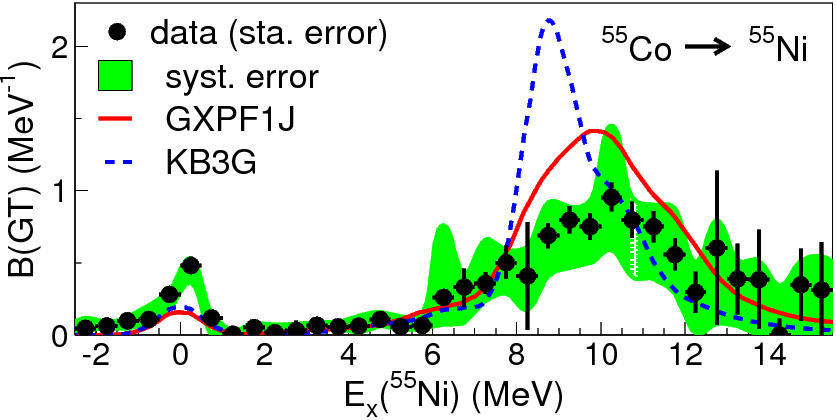 data (sta. error)
syst. error
GXPF1J
KB3G
⁵⁵Co → ⁵⁵Ni
B(GT) (MeV⁻¹)
2
1
0
-2 0 2 4 6 8 10 12 14
Eₓ(⁵⁵Ni) (MeV)